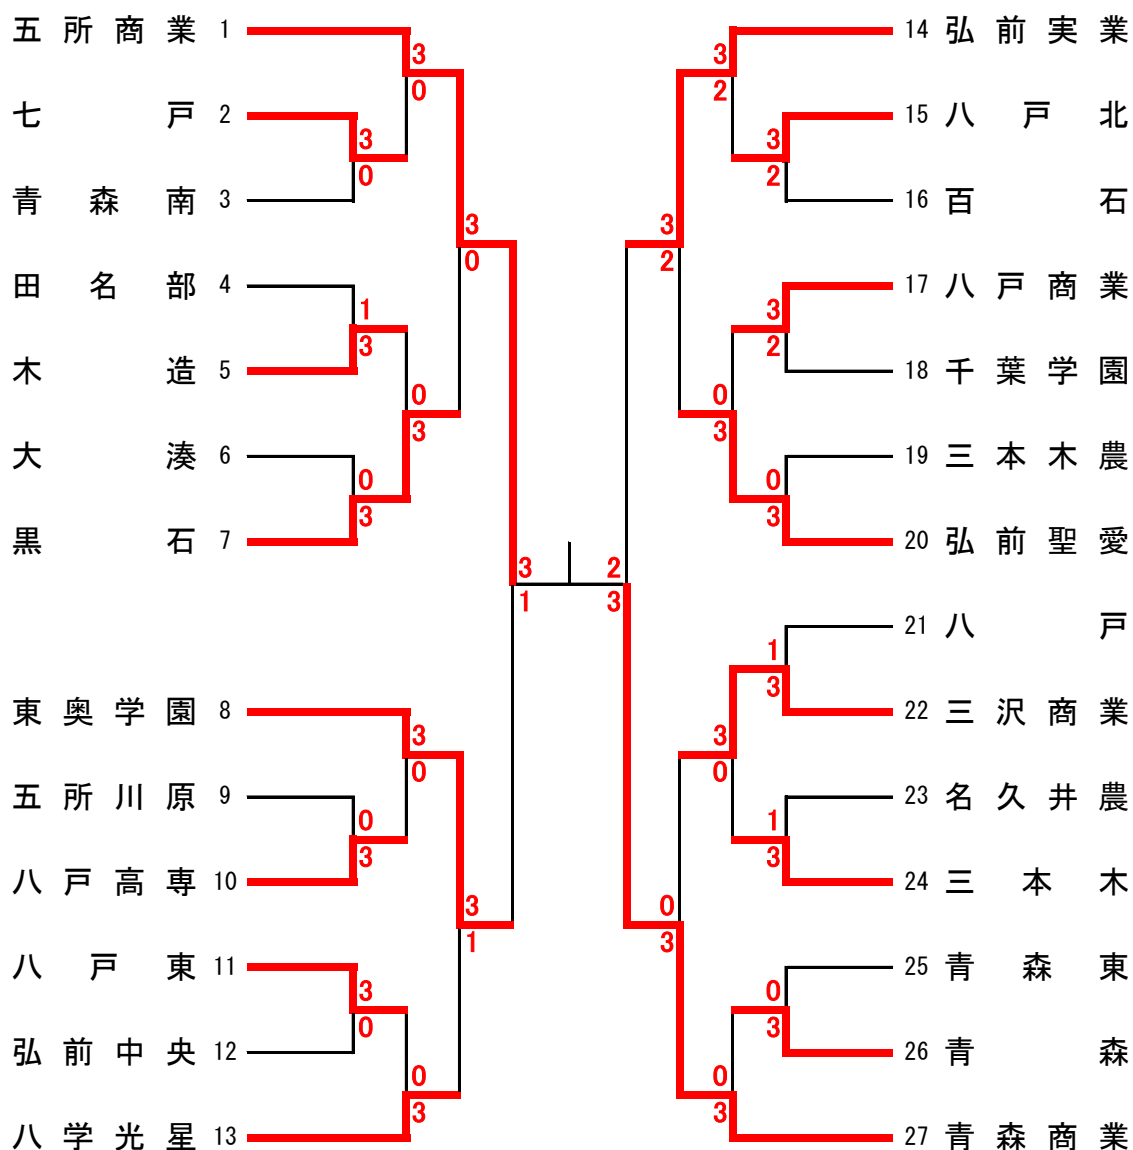 五所商業 1
3
0
七戸 2
3
0
青森南 3
3
0
田名部 4
1
3
木造 5
0
3
大湊 6
0
3
黒石 7
3
1
東奥学園 8
3
0
五所川原 9
0
3
八戸高専 10
3
1
八戸東 11
3
0
弘前中央 12
0
3
八学光星 13
14 弘前実業
3
2
15 八戸北
3
2
16 百石
3
2
17 八戸商業
3
2
18 千葉学園
0
3
19 三本木農
0
3
20 弘前聖愛
2
3
21 八戸
1
3
22 三沢商業
3
0
23 名久井農
1
3
24 三本木
0
3
25 青森東
0
3
26 青森
0
3
27 青森商業